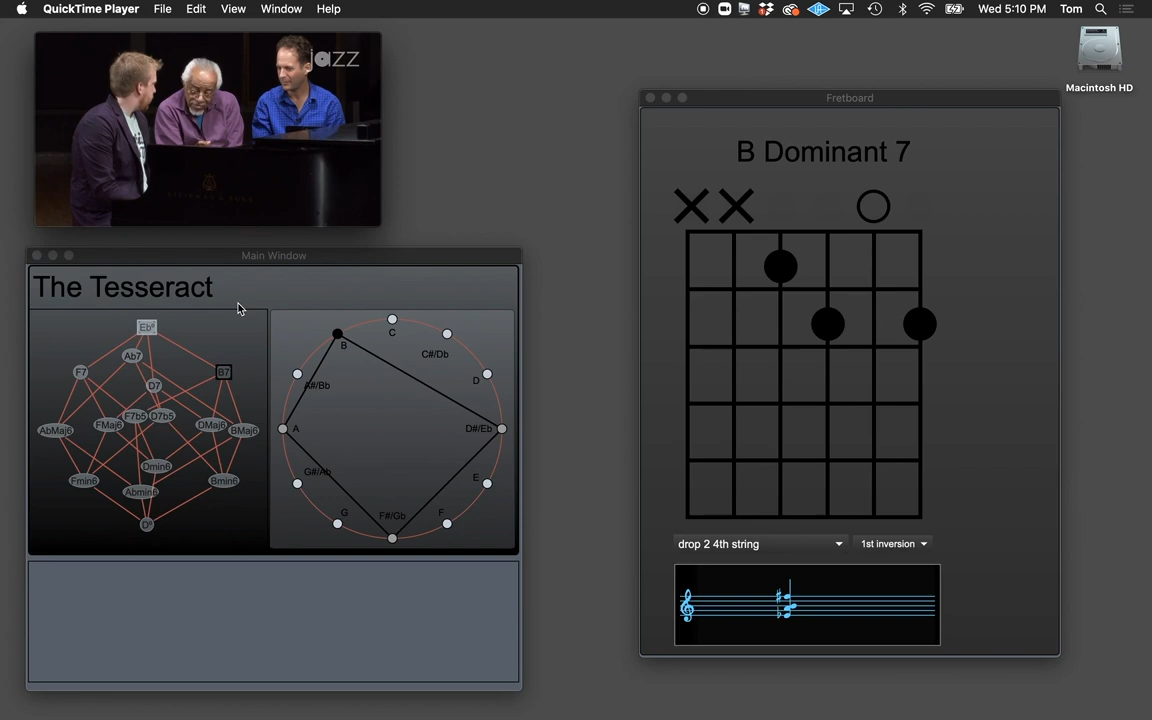 QuickTime Player File Edit View Window Help Wed 5:10 PM Tom
jazz
STEINWAY & SONS
Macintosh HD
Fretboard
B Dominant 7
Main Window
The Tesseract
Eb°
Ab7
F7
B7
D7
F7b5
D7b5
AbMaj6
FMaj6
DMaj6
BMaj6
Dmin6
Fmin6
Bmin6
Abmin6
D°
C
B
C#/Db
A#/Bb
D
A
D#/Eb
G#/Ab
E
G
F#/Gb
F
drop 2 4th string
1st inversion